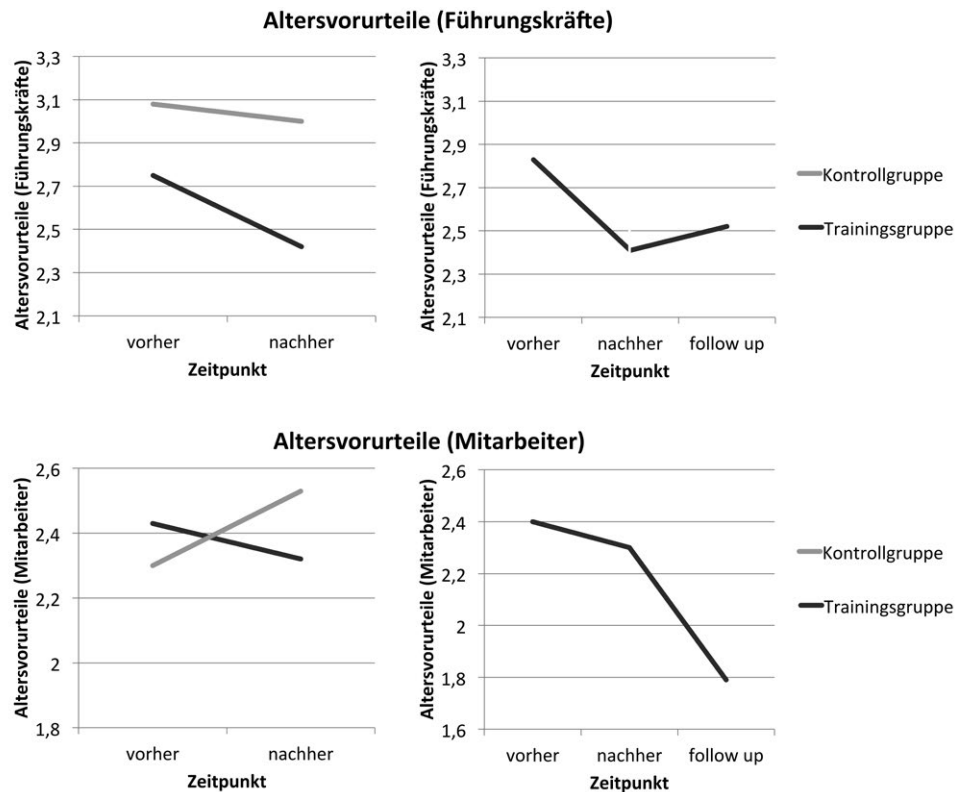 Altersvorurteile (Führungskräfte)
Altersvorurteile (Führungskräfte)
3,3
3,1
2,9
2,7
2,5
2,3
2,1
vorher nachher
Zeitpunkt
Altersvorurteile (Führungskräfte)
3,3
3,1
2,9
2,7
2,5
2,3
2,1
vorher nachher follow up
Zeitpunkt
Kontrollgruppe
Trainingsgruppe
Altersvorurteile (Mitarbeiter)
Altersvorurteile (Mitarbeiter)
2,6
2,4
2,2
2
1,8
vorher nachher
Zeitpunkt
Altersvorurteile (Mitarbeiter)
2,6
2,4
2,2
2
1,8
1,6
vorher nachher follow up
Zeitpunkt
Kontrollgruppe
Trainingsgruppe